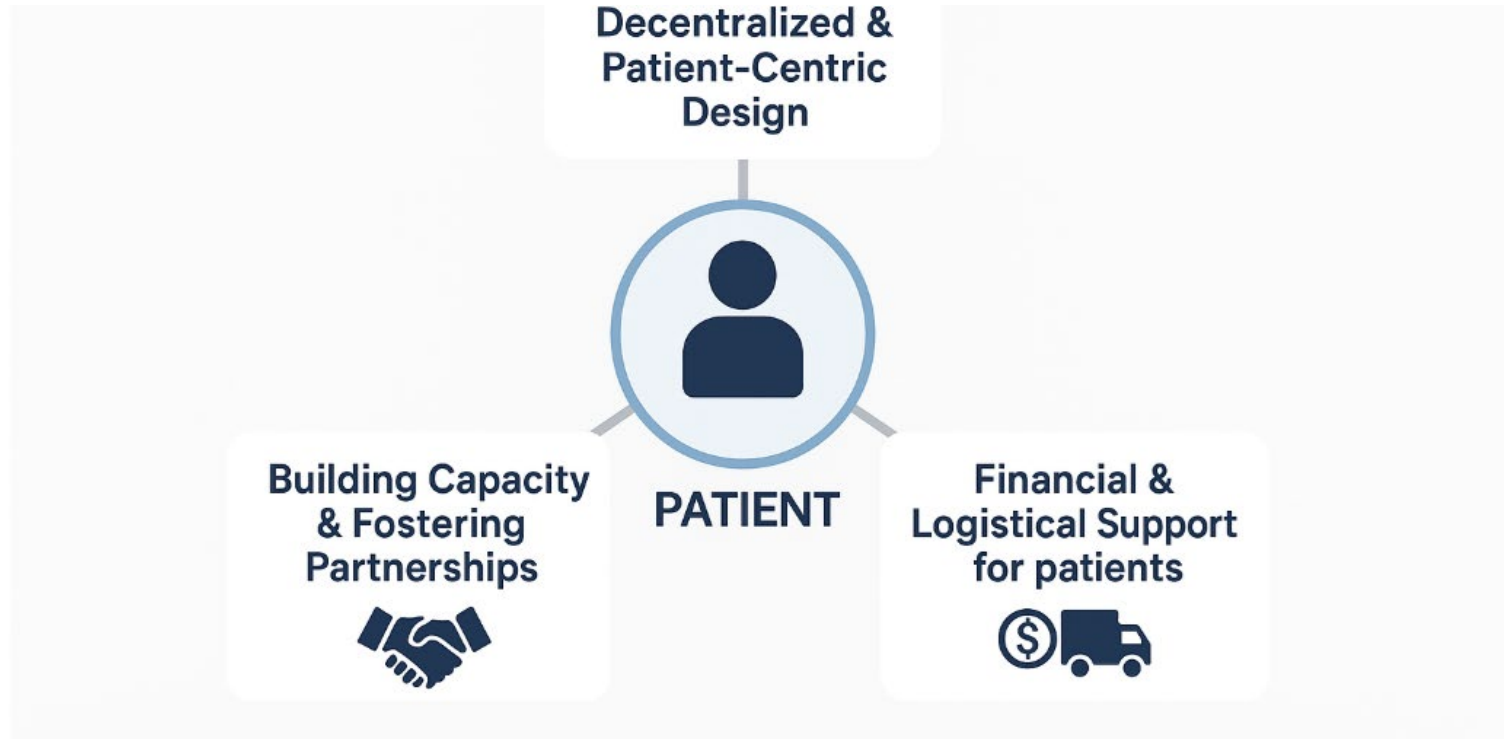 Decentralized &
Patient-Centric
Design
Building Capacity
& Fostering
Partnerships
PATIENT
Financial &
Logistical Support
for patients
$